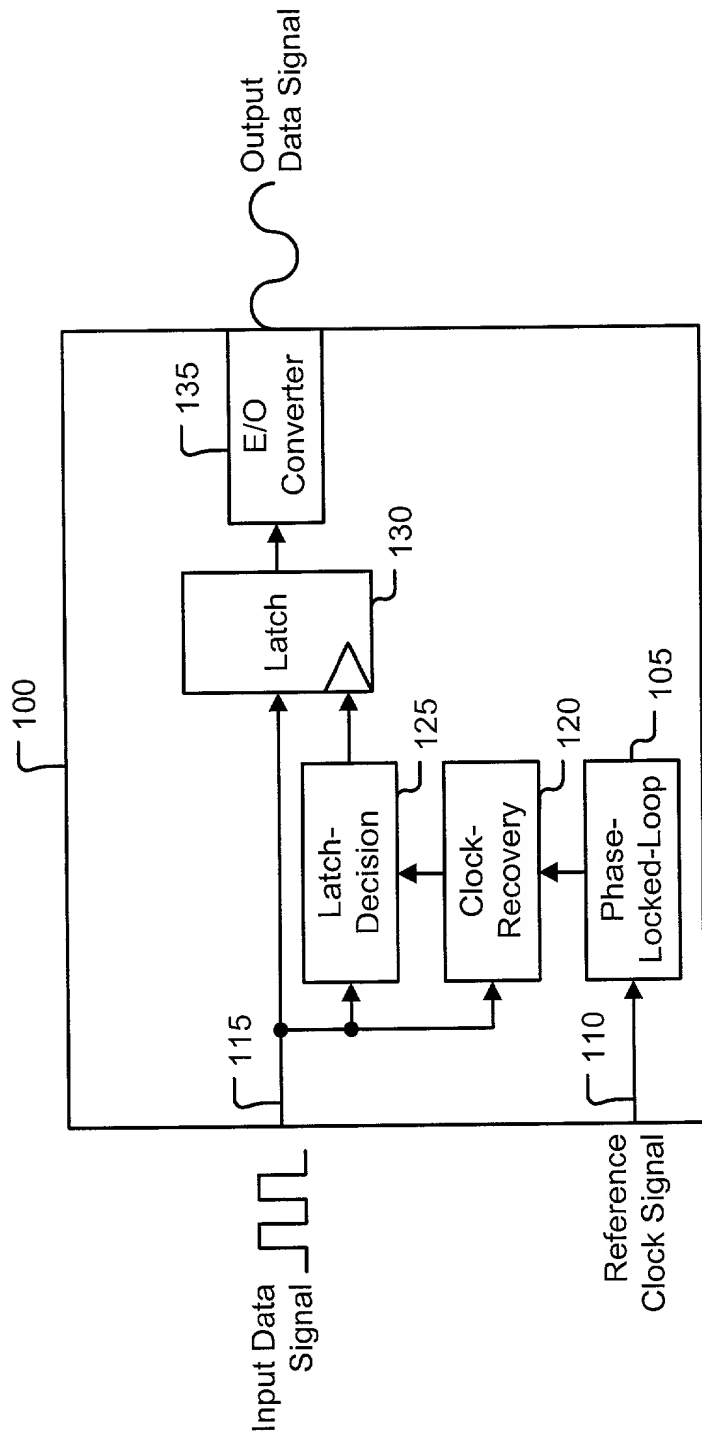 100
Input Data
Signal
115
Latch
130
E/O
Converter
135
Output
Data Signal
Latch-
Decision
125
Clock-
Recovery
120
Reference
Clock Signal
110
Phase-
Locked-Loop
105